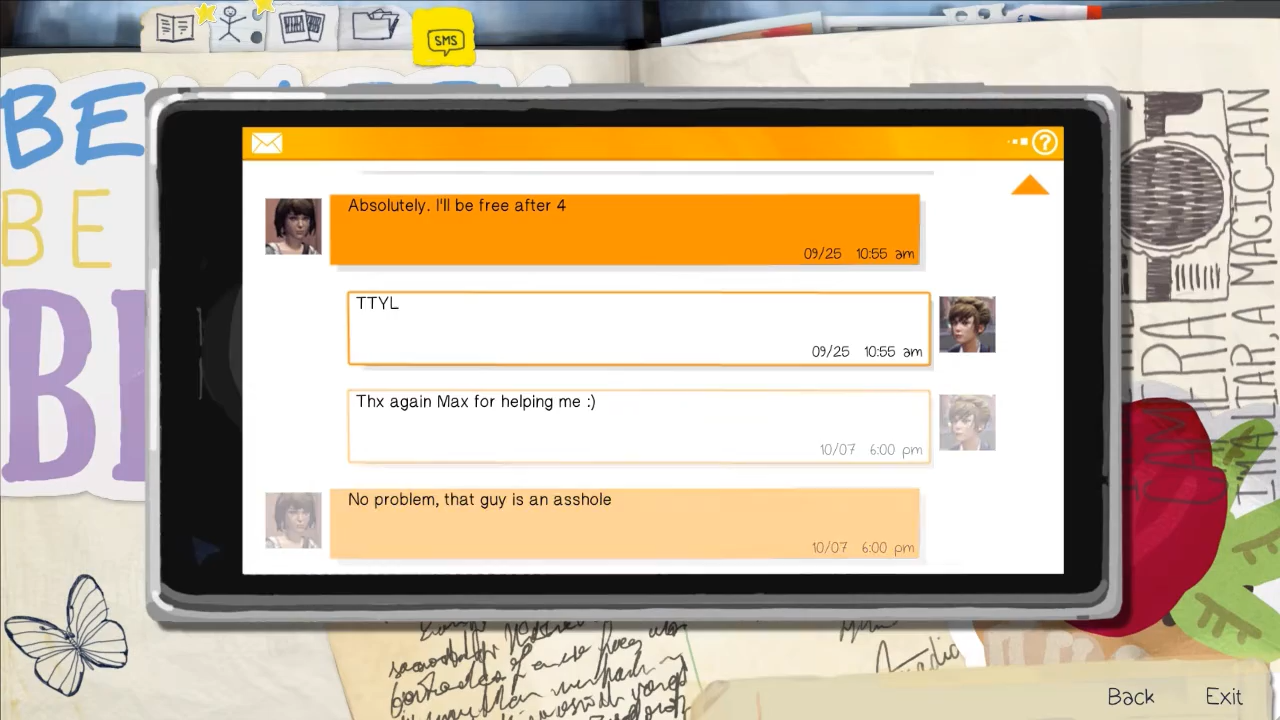 SMS
BE
BE
B
?
Absolutely. I'll be free after 4
09/25 10:55 am
TTYL
09/25 10:55 am
Thx again Max for helping me :)
10/07 6:00 pm
No problem, that guy is an asshole
10/07 6:00 pm
CAMERA
LIAR, A MAGICIAN
Back
Exit